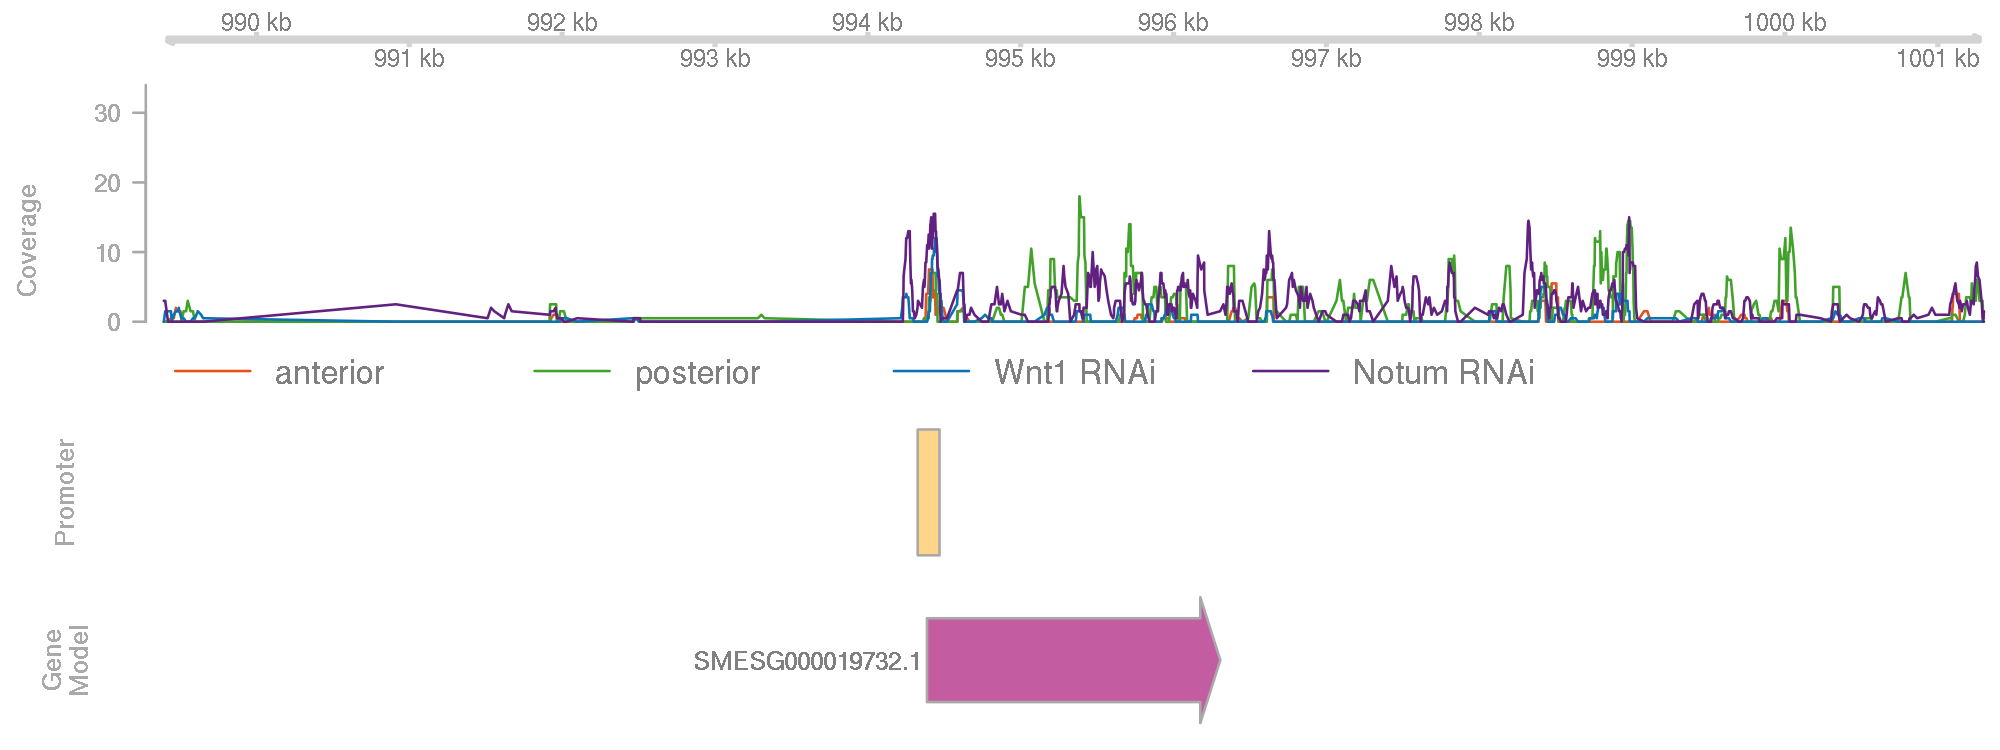 990 kb 992 kb 994 kb 996 kb 998 kb 1000 kb
991 kb 993 kb 995 kb 997 kb 999 kb 1001 kb
Coverage
30
20
10
0
anterior posterior Wnt1 RNAi Notum RNAi
Promoter
Gene
Model
SMESG000019732.1